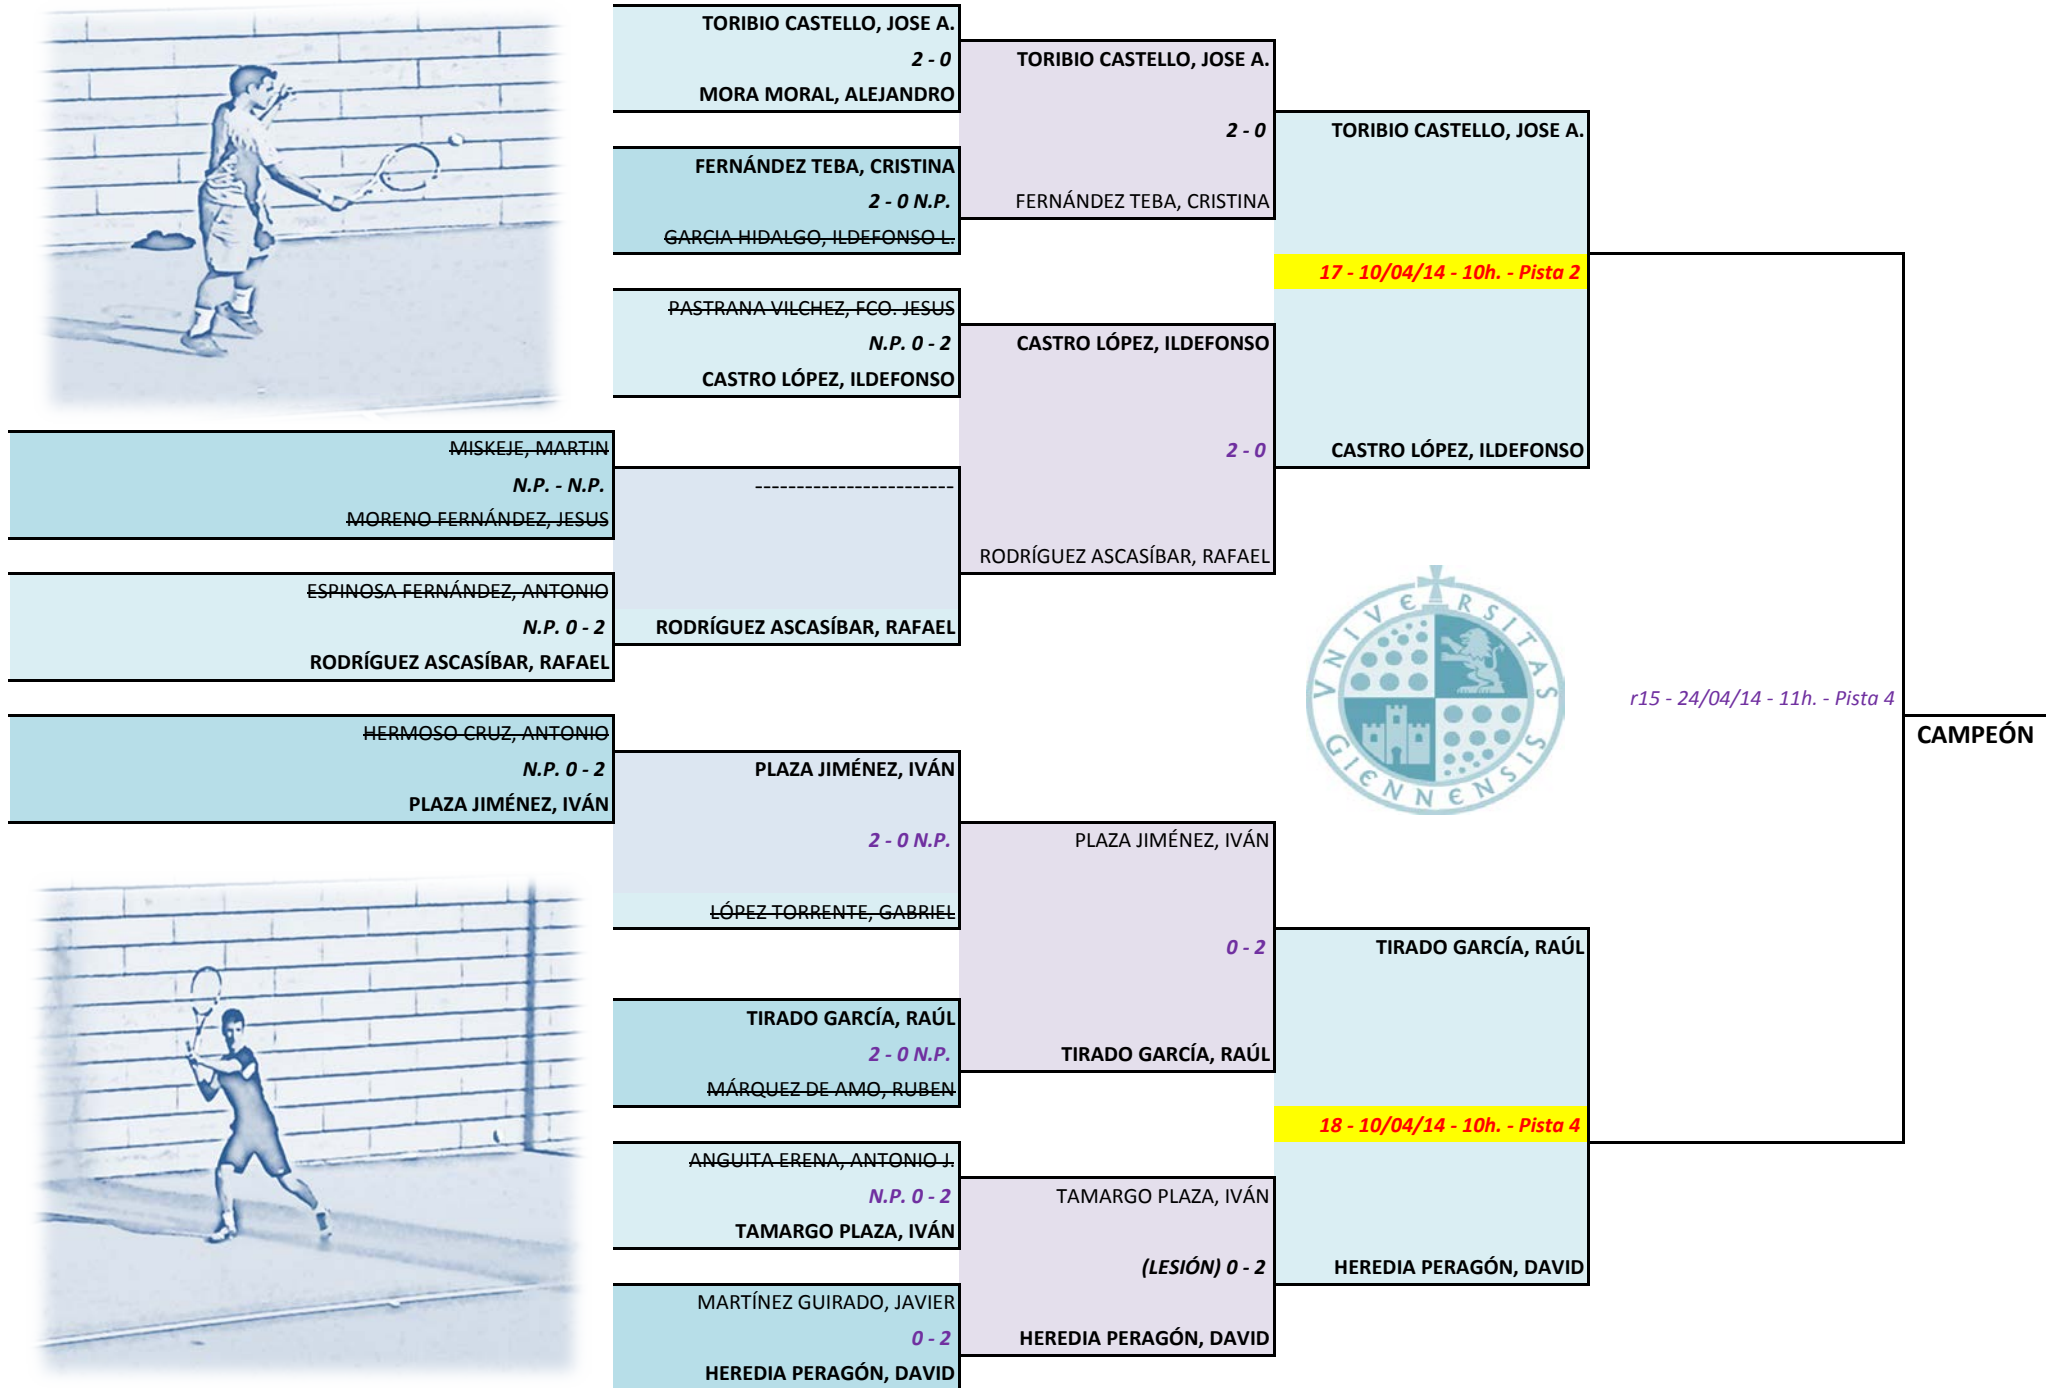 TORIBIO CASTELLO, JOSE A.
2 - 0
MORA MORAL, ALEJANDRO
FERNÁNDEZ TEBA, CRISTINA
2 - 0 N.P.
GARCIA HIDALGO, ILDEFONSO L.
PASTRANA VILCHEZ, FCO. JESUS
N.P. 0 - 2
CASTRO LÓPEZ, ILDEFONSO
MISKEJE, MARTIN
N.P. - N.P.
MORENO FERNÁNDEZ, JESUS
ESPINOSA FERNÁNDEZ, ANTONIO
N.P. 0 - 2
RODRÍGUEZ ASCASÍBAR, RAFAEL
HERMOSO CRUZ, ANTONIO
N.P. 0 - 2
PLAZA JIMÉNEZ, IVÁN
------------------------
RODRÍGUEZ ASCASÍBAR, RAFAEL
PLAZA JIMÉNEZ, IVÁN
2 - 0 N.P.
LÓPEZ TORRENTE, GABRIEL
TIRADO GARCÍA, RAÚL
2 - 0 N.P.
MÁRQUEZ DE AMO, RUBEN
ANGUITA ERENA, ANTONIO J.
N.P. 0 - 2
TAMARGO PLAZA, IVÁN
MARTÍNEZ GUIRADO, JAVIER
0 - 2
HEREDIA PERAGÓN, DAVID
TORIBIO CASTELLO, JOSE A.
2 - 0
FERNÁNDEZ TEBA, CRISTINA
CASTRO LÓPEZ, ILDEFONSO
2 - 0
RODRÍGUEZ ASCASÍBAR, RAFAEL
PLAZA JIMÉNEZ, IVÁN
0 - 2
TIRADO GARCÍA, RAÚL
TAMARGO PLAZA, IVÁN
(LESIÓN) 0 - 2
HEREDIA PERAGÓN, DAVID
TORIBIO CASTELLO, JOSE A.
17 - 10/04/14 - 10h. - Pista 2
CASTRO LÓPEZ, ILDEFONSO
VNIVERSITAS
GIENNENSIS
TIRADO GARCÍA, RAÚL
18 - 10/04/14 - 10h. - Pista 4
HEREDIA PERAGÓN, DAVID
r15 - 24/04/14 - 11h. - Pista 4
CAMPEÓN